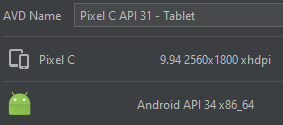 AVD Name Pixel C API 31 - Tablet
Pixel C 9.94 2560x1800 xhdpi
Android API 34 x86_64